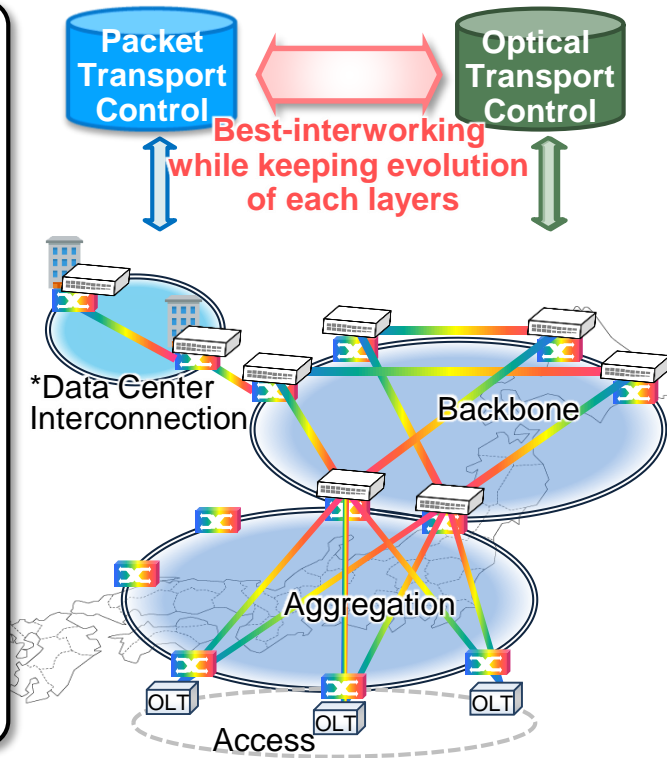 Packet
Transport
Control
Optical
Transport
Control
Best-interworking
while keeping evolution
of each layers
*Data Center
Interconnection
Backbone
Aggregation
OLT
OLT
OLT
Access